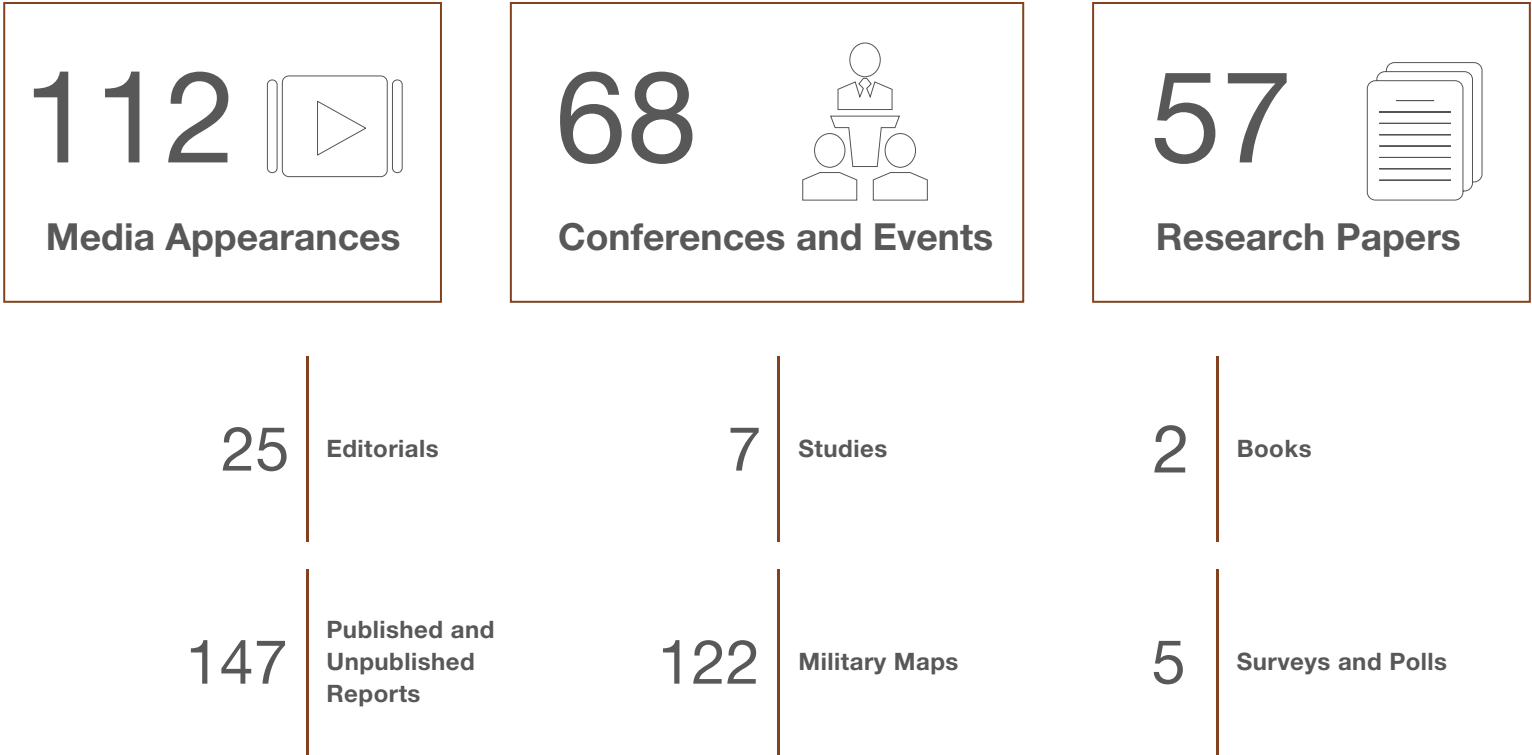 112
Media Appearances
68
Conferences and Events
57
Research Papers
25
Editorials
7
Studies
2
Books
147
Published and
Unpublished
Reports
122
Military Maps
5
Surveys and Polls